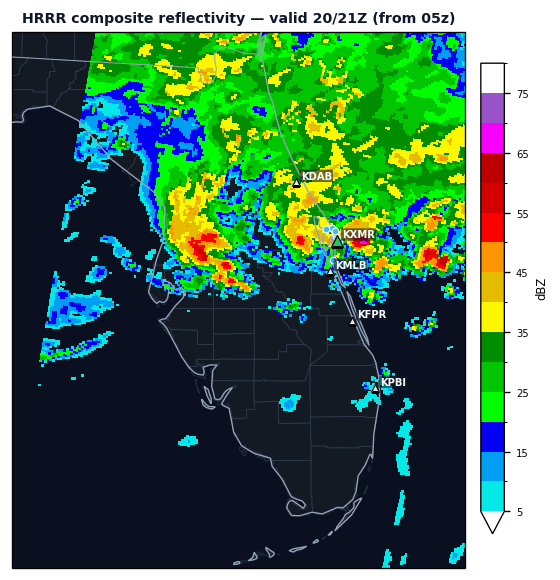 HRRR composite reflectivity — valid 20/21Z (from 05z)
KDAB
KXMR
KMLB
KFPR
KPBI
75
65
55
45
35
25
15
5
dBZ